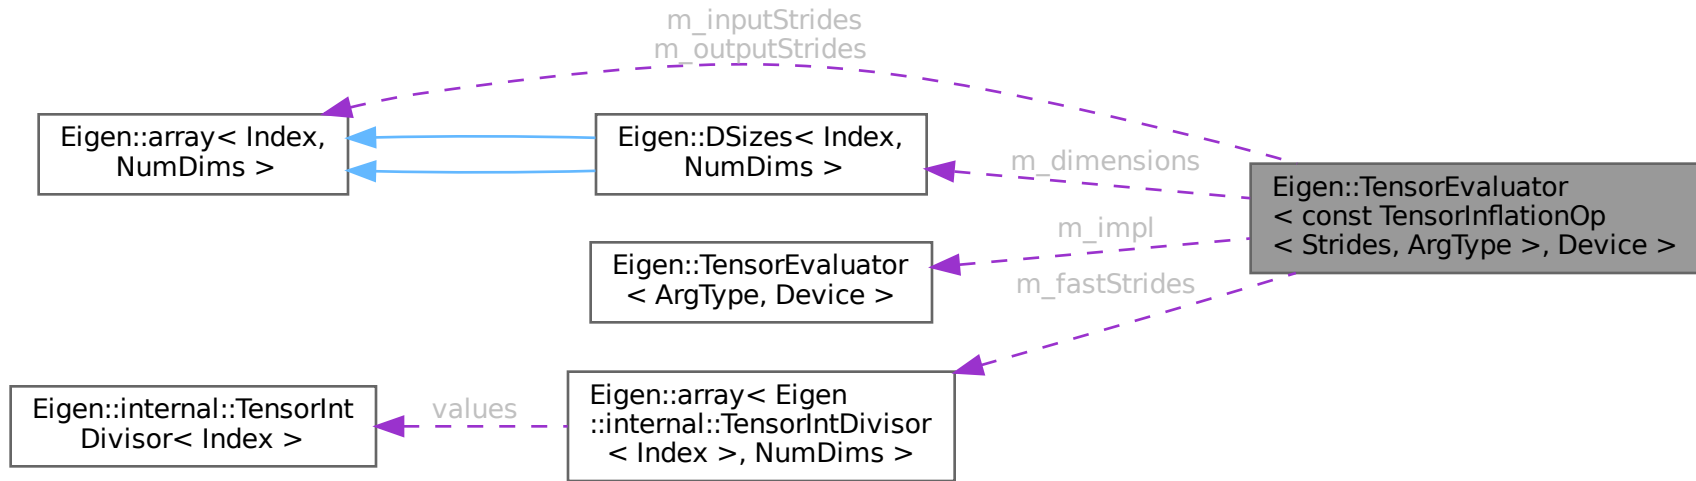 m_inputStrides
m_outputStrides
Eigen::array< Index,
NumDims >
Eigen::DSizes< Index,
NumDims >
m_dimensions
Eigen::TensorEvaluator
< const TensorInflationOp
< Strides, ArgType >, Device >
m_impl
Eigen::TensorEvaluator
< ArgType, Device >
m_fastStrides
Eigen::internal::TensorInt
Divisor< Index >
values
Eigen::array< Eigen
::internal::TensorIntDivisor
< Index >, NumDims >